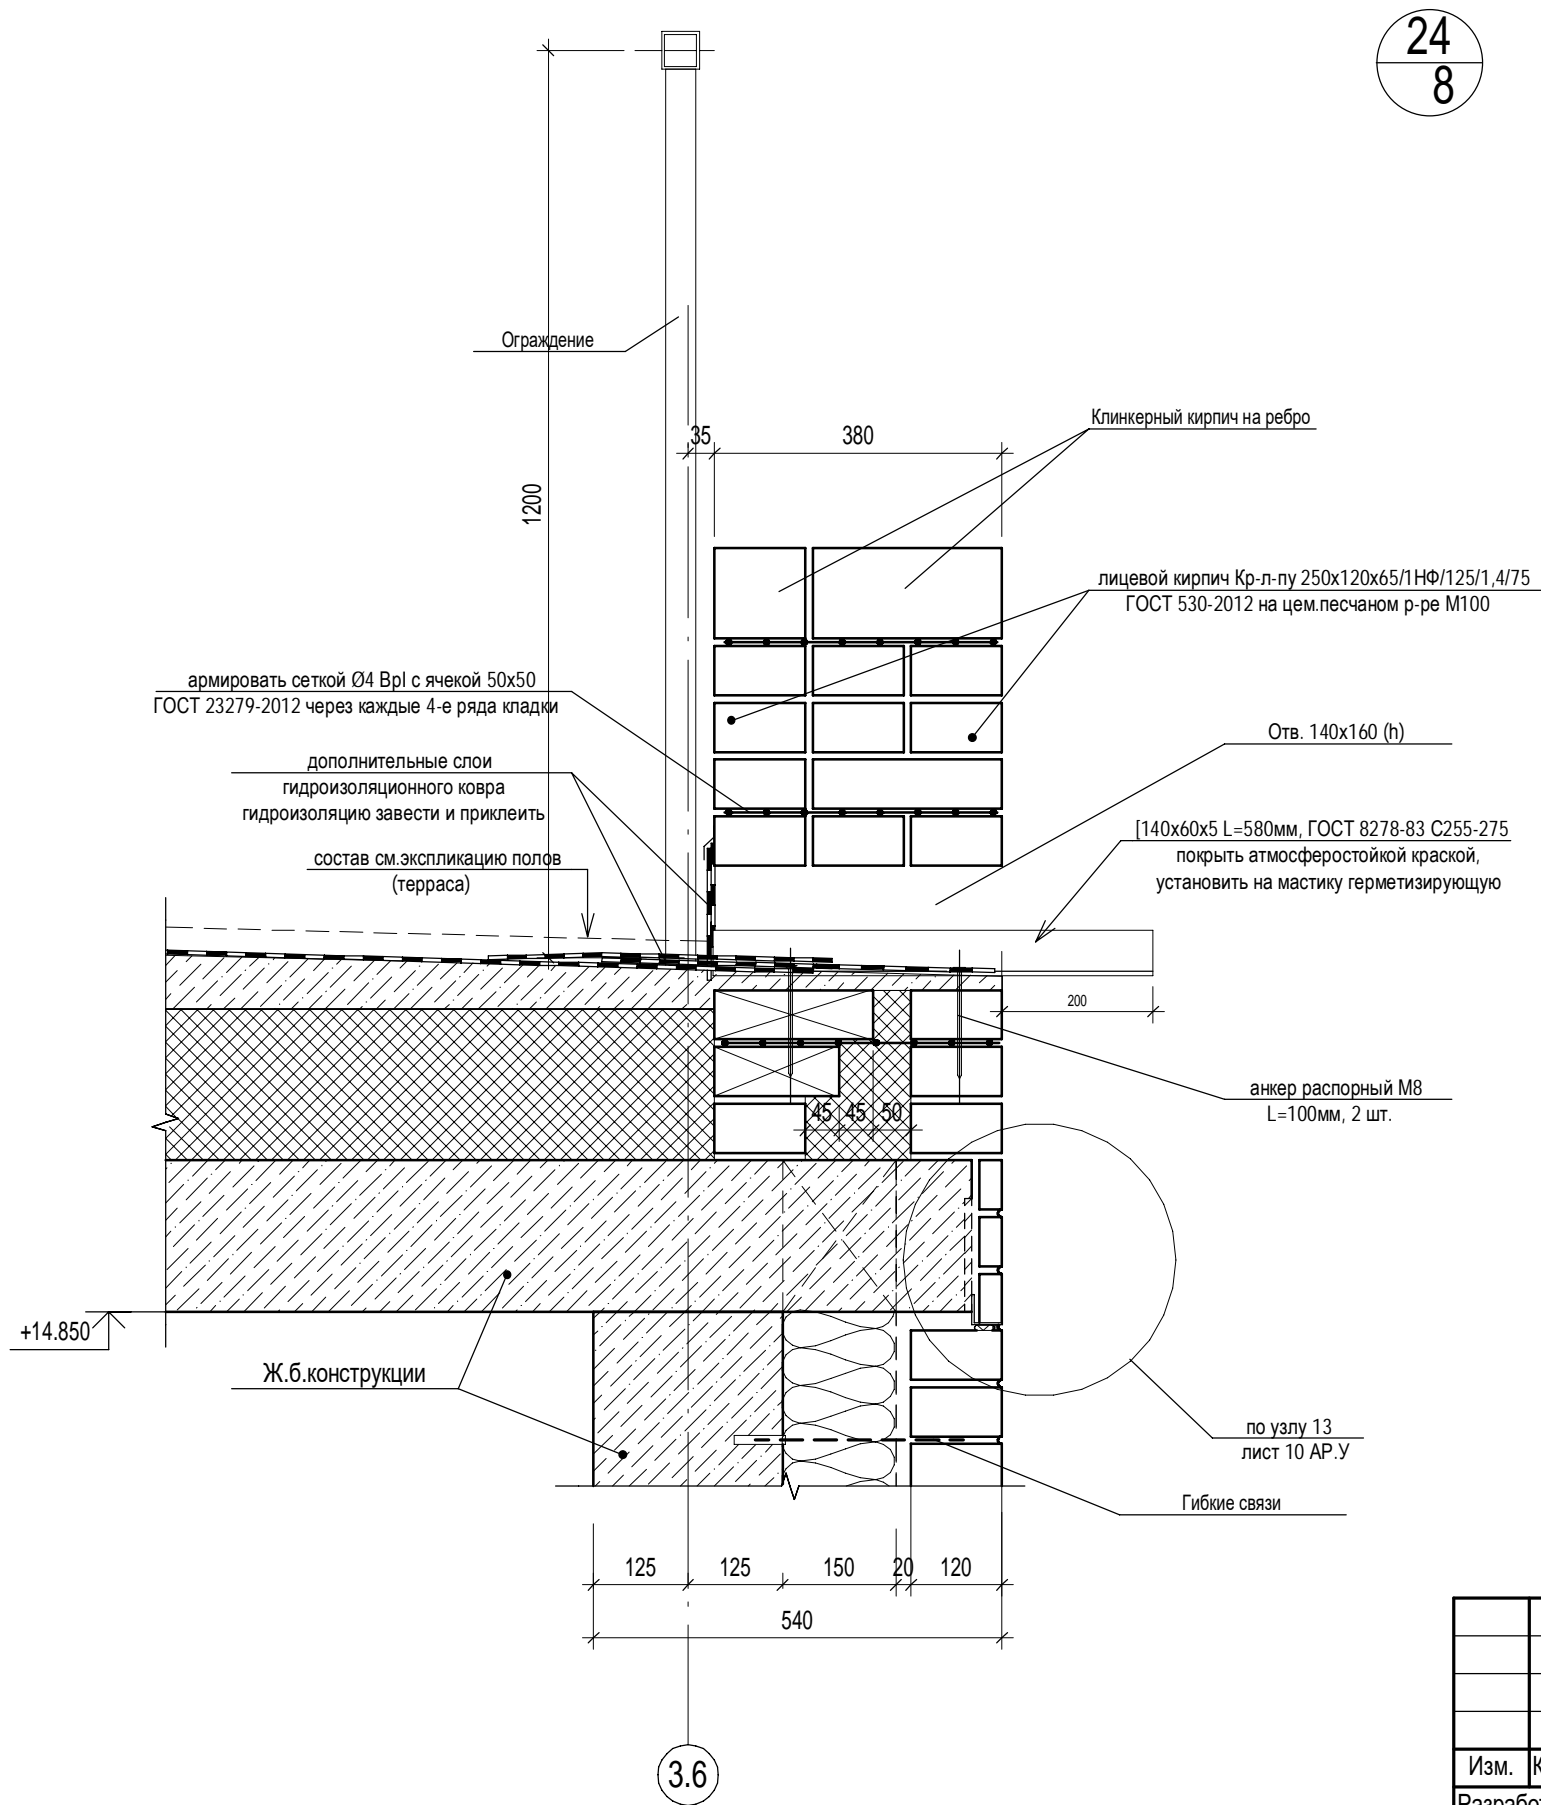 24
8
Ограждение
35
380
Клинкерный кирпич на ребро
1200
лицевой кирпич Кр-л-пу 250х120х65/1НФ/125/1,4/75
ГОСТ 530-2012 на цем.песчаном р-ре М100
армировать сеткой Ø4 ВрI с ячекой 50х50
ГОСТ 23279-2012 через каждые 4-е ряда кладки
Отв. 140х160 (h)
дополнительные слои
гидроизоляционного ковра
гидроизоляцию завести и приклеить
[140х60х5 L=580мм, ГОСТ 8278-83 С255-275
покрыть атмосферостойкой краской,
установить на мастику герметизирующую
состав см.экспликацию полов
(терраса)
200
анкер распорный М8
L=100мм, 2 шт.
45
45
50
+14.850
Ж.б.конструкции
по узлу 13
лист 10 АР.У
Гибкие связи
125
125
150
20
120
540
3.6
Изм.